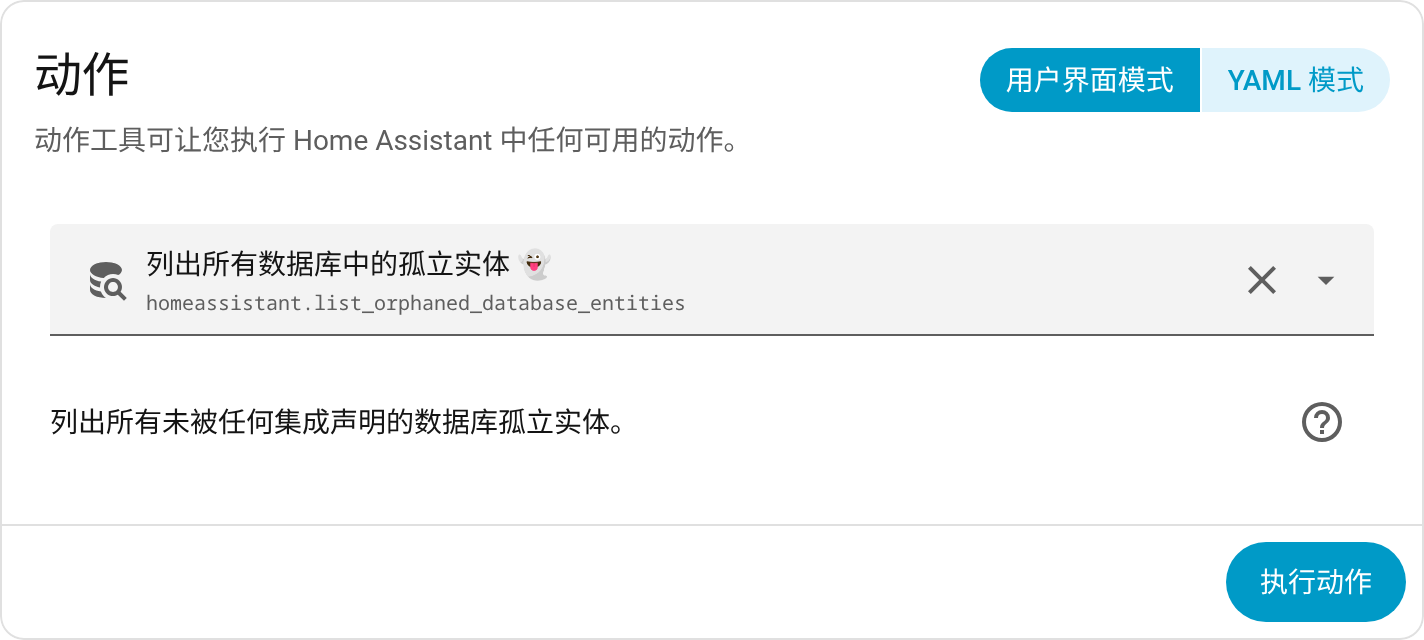 动作
用户界面模式
YAML 模式
动作工具可让您执行 Home Assistant 中任何可用的动作。
列出所有数据库中的孤立实体 👻
homeassistant.list_orphaned_database_entities
列出所有未被任何集成声明的数据库孤立实体。
执行动作